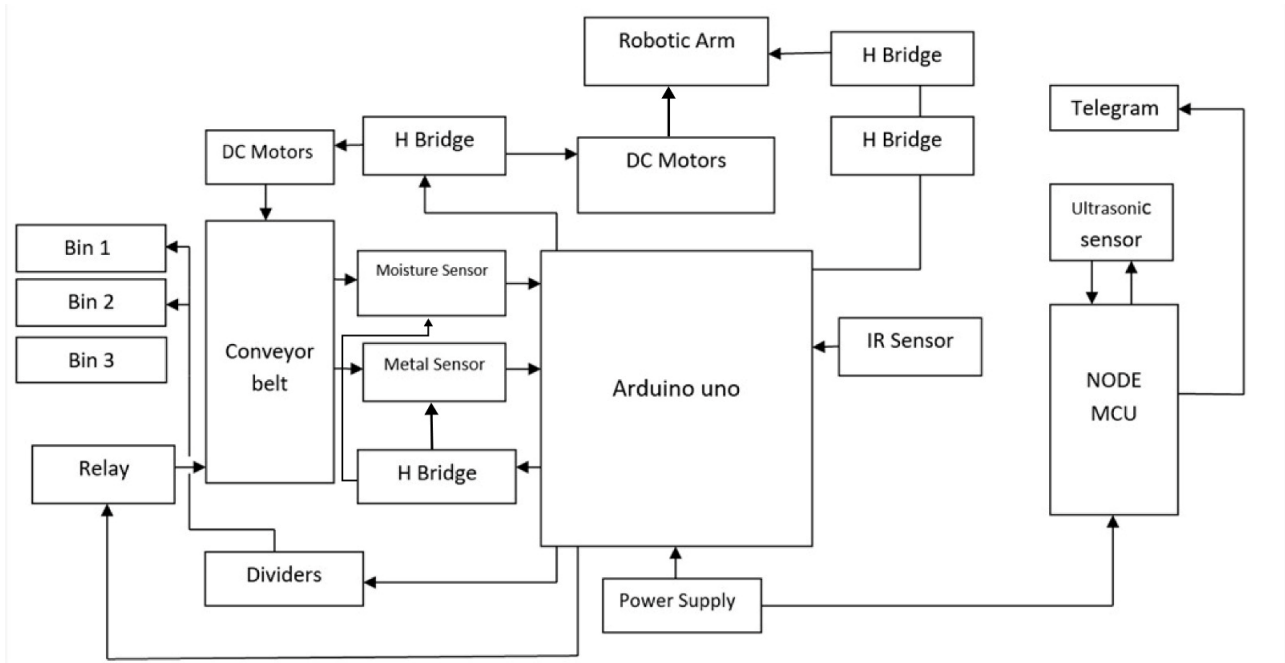 Robotic Arm
H Bridge
Telegram
H Bridge
H Bridge
DC Motors
DC Motors
Ultrasonic
sensor
Bin 1
Moisture Sensor
Bin 2
Bin 3
Conveyor
belt
Metal Sensor
Arduino uno
IR Sensor
NODE
MCU
Relay
H Bridge
Dividers
Power Supply